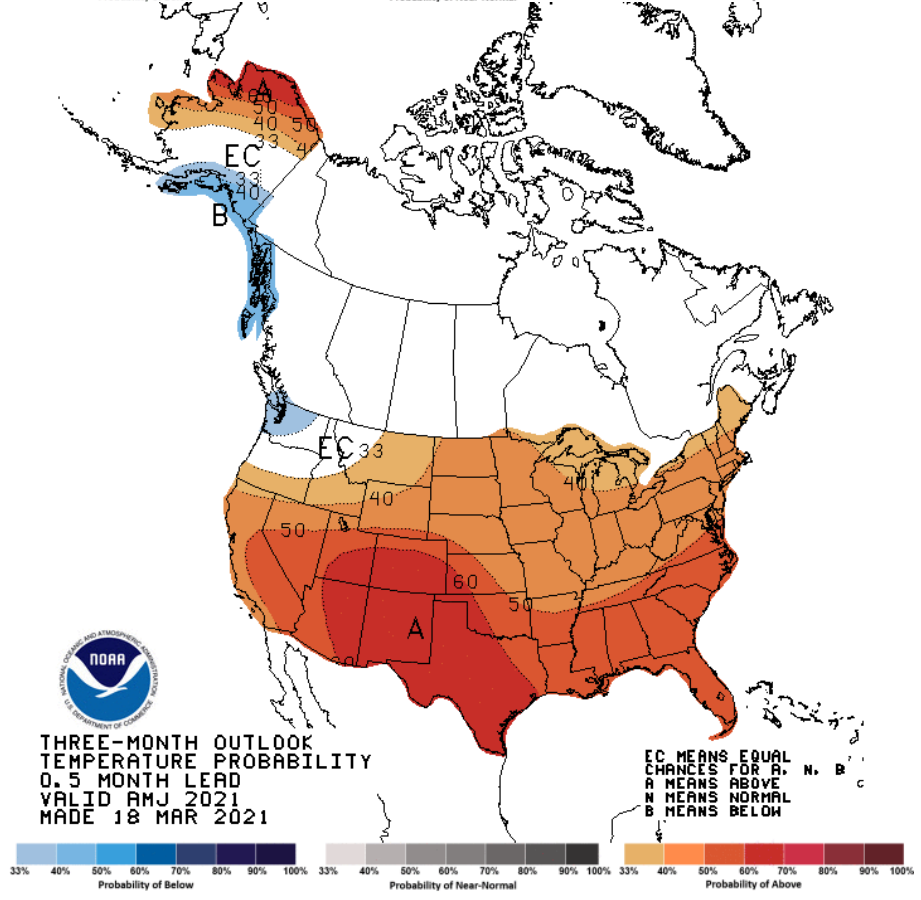 A
60
50
40
50
33
4
EC
33
40
B
EC
33
40
40
50
60
50
A
NOAA
NATIONAL OCEANIC AND ATMOSPHERIC ADMINISTRATION
U.S. DEPARTMENT OF COMMERCE
THREE-MONTH OUTLOOK
TEMPERATURE PROBABILITY
0.5 MONTH LEAD
VALID AMJ 2021
MADE 18 MAR 2021
EC MEANS EQUAL
CHANCES FOR A, N, B
A MEANS ABOVE
N MEANS NORMAL
B MEANS BELOW
33% 40% 50% 60% 70% 80% 90% 100%
Probability of Below
33% 40% 50% 60% 70% 80% 90% 100%
Probability of Near-Normal
33% 40% 50% 60% 70% 80% 90% 100%
Probability of Above